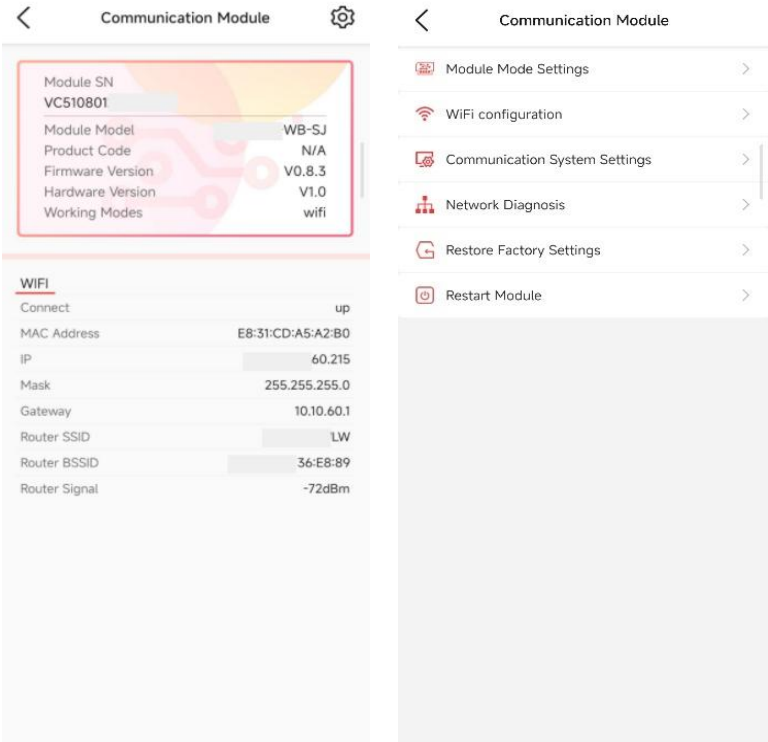 Communication Module
Module SN
VC510801
Module Model WB-SJ
Product Code N/A
Firmware Version V0.8.3
Hardware Version V1.0
Working Modes wifi
WIFI
Connect up
MAC Address E8:31:CD:A5:A2:B0
IP 60.215
Mask 255.255.255.0
Gateway 10.10.60.1
Router SSID LW
Router BSSID 36:E8:89
Router Signal -72dBm
Communication Module
Module Mode Settings
WiFi configuration
Communication System Settings
Network Diagnosis
Restore Factory Settings
Restart Module